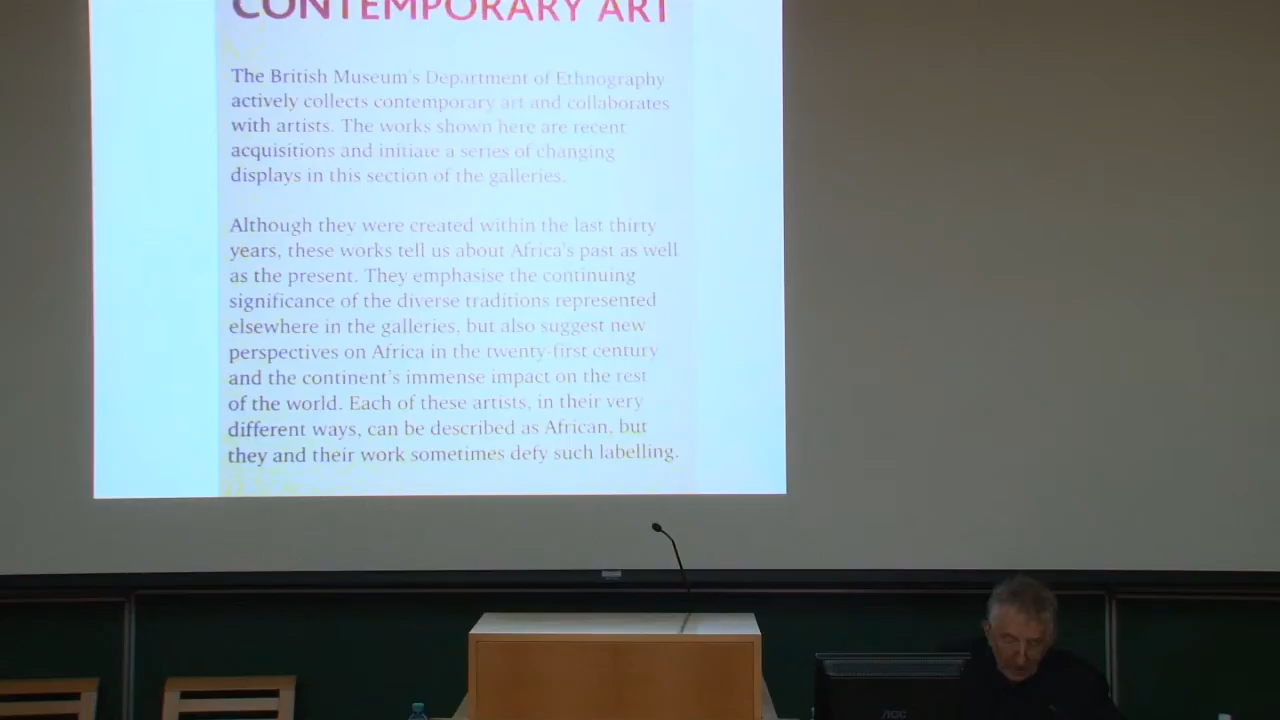 CONTEMPORARY ART
The British Museum's Department of Ethnography
actively collects contemporary art and collaborates
with artists. The works shown here are recent
acquisitions and initiate a series of changing
displays in this section of the galleries.
Although they were created within the last thirty
years, these works tell us about Africa's past as well
as the present. They emphasise the continuing
significance of the diverse traditions represented
elsewhere in the galleries, but also suggest new
perspectives on Africa in the twenty-first century
and the continent's immense impact on the rest
of the world. Each of these artists, in their very
different ways, can be described as African, but
they and their work sometimes defy such labelling.
AOC